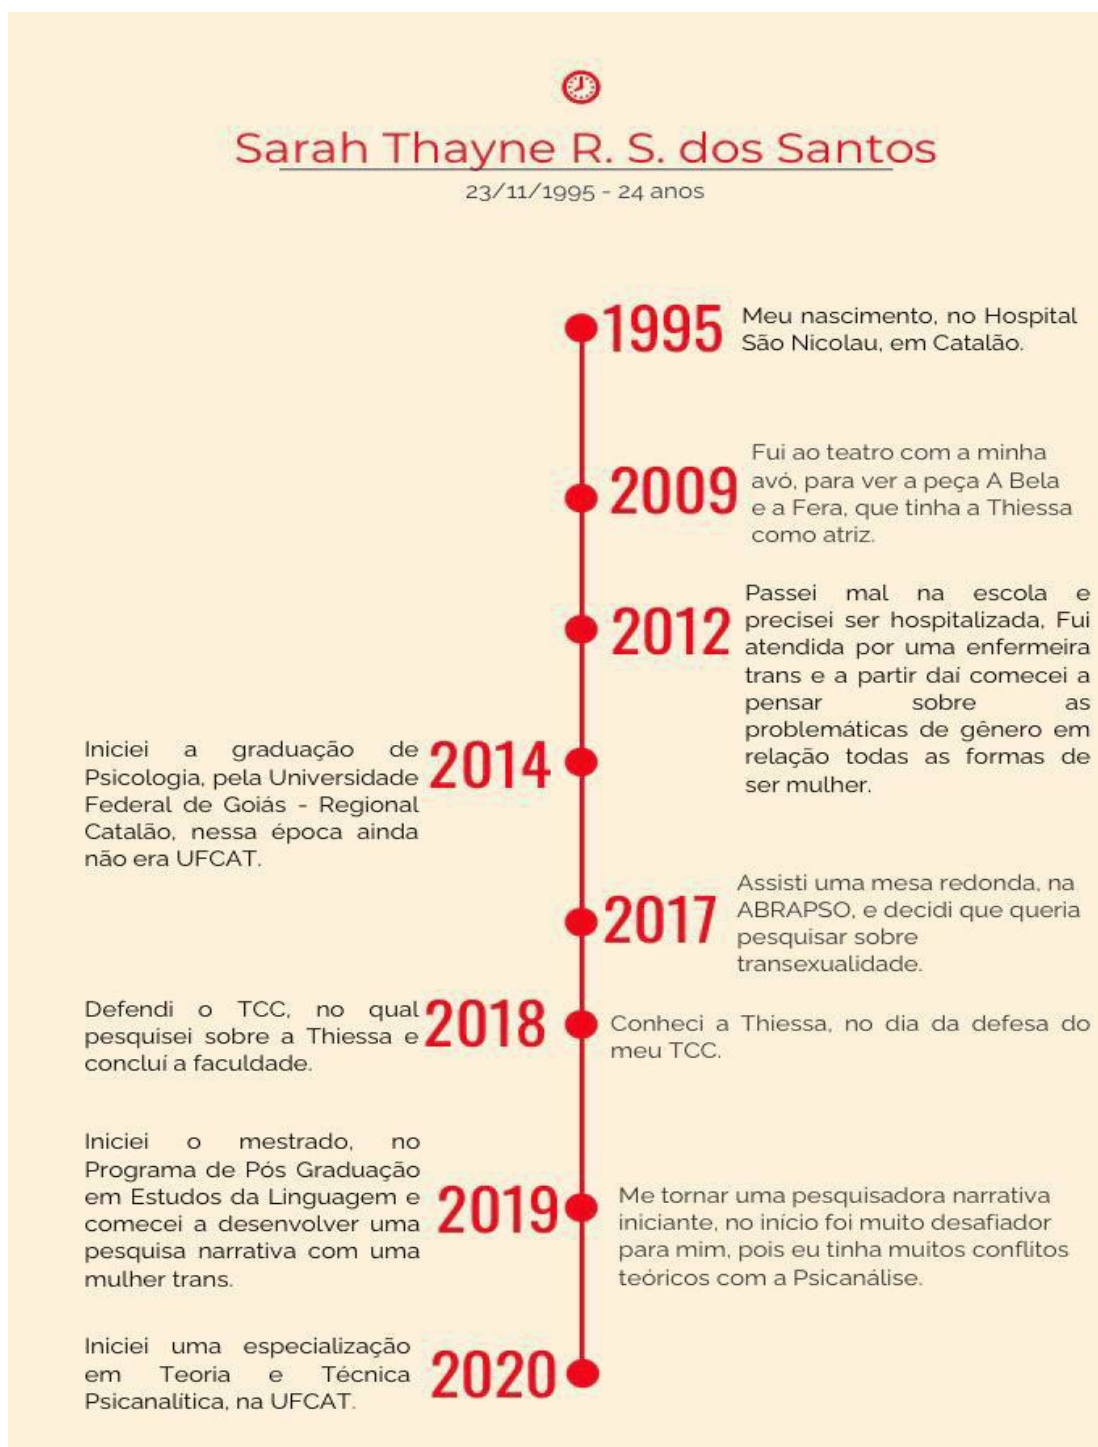 Sarah Thayne R. S. dos Santos
23/11/1995 - 24 anos
1995
Meu nascimento, no Hospital
São Nicolau, em Catalão.
2009
Fui ao teatro com a minha
avó, para ver a peça A Bela
e a Fera, que tinha a Thiessa
como atriz.
2012
Passei mal na escola e
precisei ser hospitalizada, Fui
atendida por uma enfermeira
trans e a partir daí comecei a
pensar sobre as
problemáticas de gênero em
relação todas as formas de
ser mulher.
Iniciei a graduação de
Psicologia, pela Universidade
Federal de Goiás - Regional
Catalão, nessa época ainda
não era UFCAT.
2014
2017
Assisti uma mesa redonda, na
ABRAPSO, e decidi que queria
pesquisar sobre
transexualidade.
Defendi o TCC, no qual
pesquisei sobre a Thiessa e
concluí a faculdade.
2018
Conheci a Thiessa, no dia da defesa do
meu TCC.
Iniciei o mestrado, no
Programa de Pós Graduação
em Estudos da Linguagem e
comecei a desenvolver uma
pesquisa narrativa com uma
mulher trans.
2019
Me tornar uma pesquisadora narrativa
iniciante, no início foi muito desafiador
para mim, pois eu tinha muitos conflitos
teóricos com a Psicanálise.
Iniciei uma especialização
em Teoria e Técnica
Psicanalítica, na UFCAT.
2020